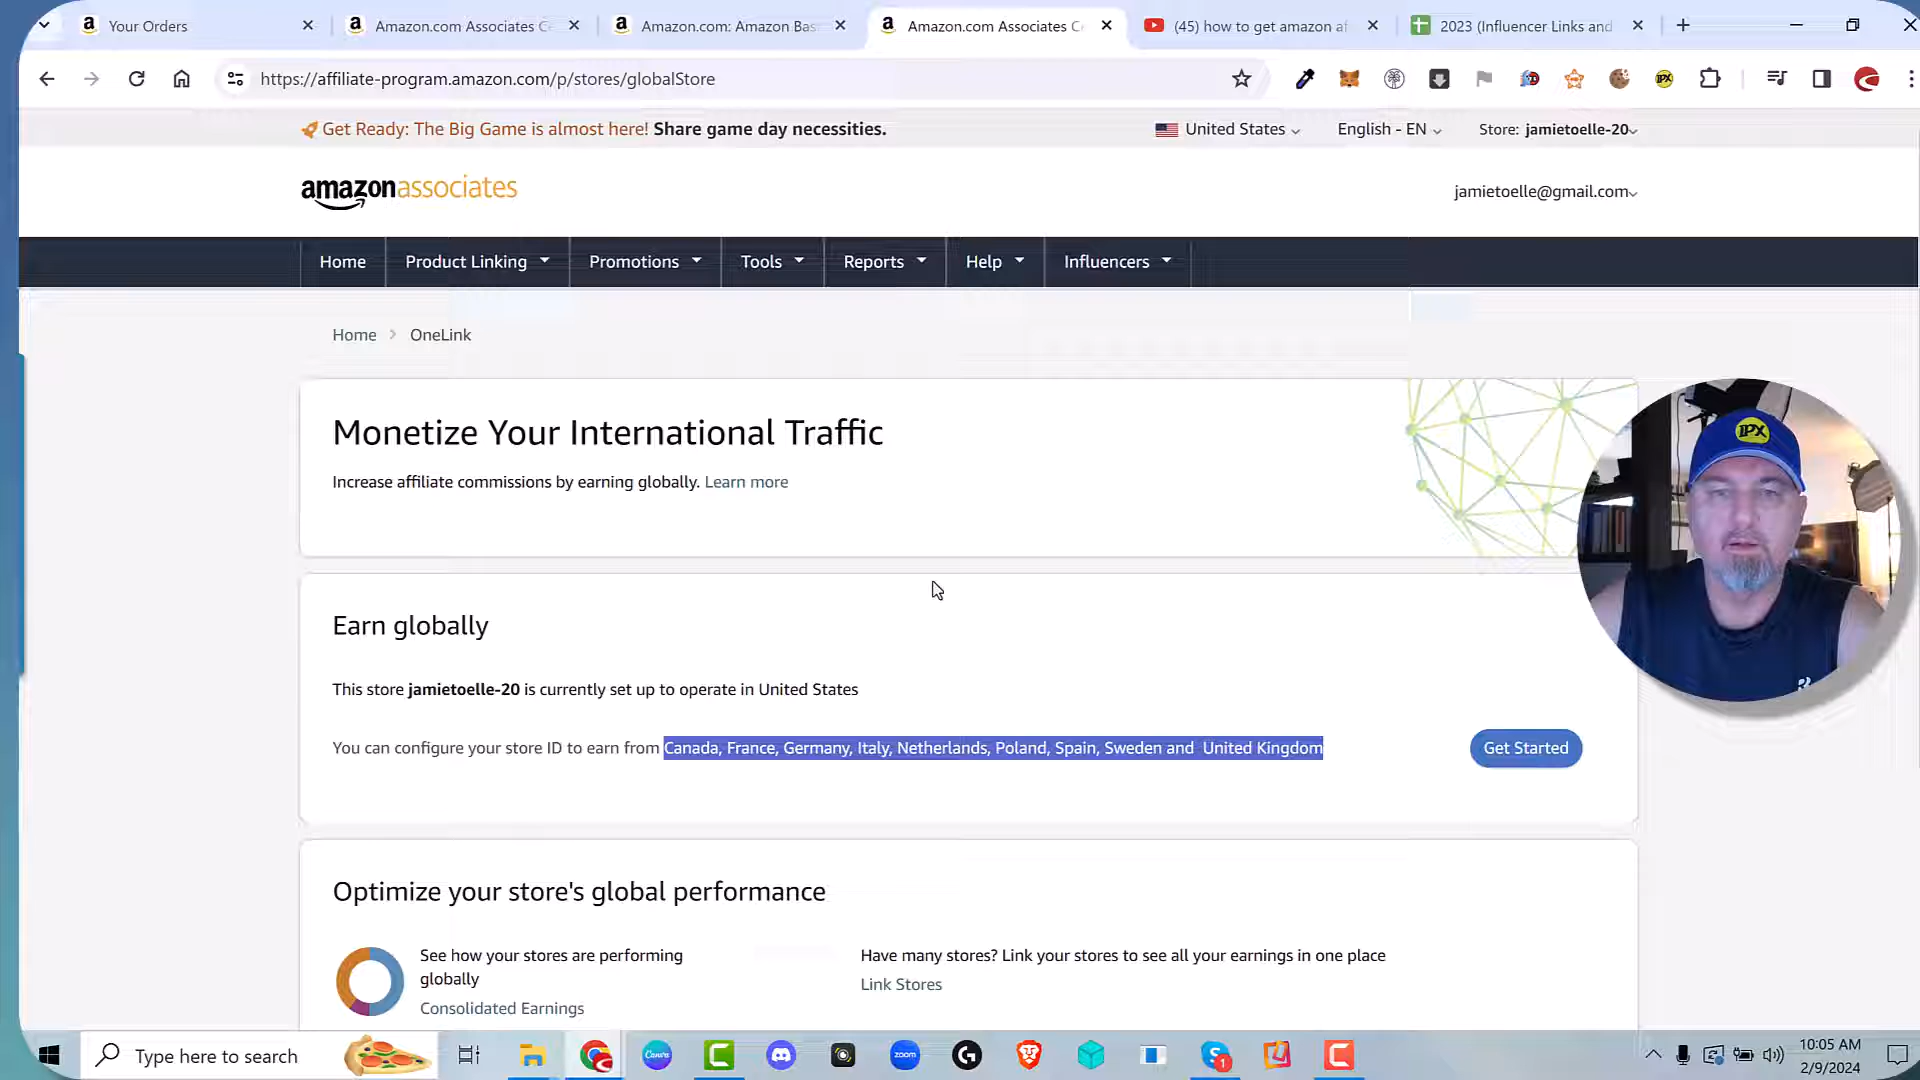 Your Orders
Amazon.com Associates Ce
Amazon.com: Amazon Bas
Amazon.com Associates Ce
(45) how to get amazon af
2023 (Influencer Links and
https://affiliate-program.amazon.com/p/stores/globalStore
Get Ready: The Big Game is almost here! Share game day necessities.
United States
English - EN
Store: jamietoelle-20
amazonassociates
jamietoelle@gmail.com
Home
Product Linking
Promotions
Tools
Reports
Help
Influencers
Home > OneLink
Monetize Your International Traffic
Increase affiliate commissions by earning globally. Learn more
IPX
Earn globally
This store jamietoelle-20 is currently set up to operate in United States
You can configure your store ID to earn from Canada, France, Germany, Italy, Netherlands, Poland, Spain, Sweden and United Kingdom
Get Started
Optimize your store's global performance
See how your stores are performing
globally
Consolidated Earnings
Have many stores? Link your stores to see all your earnings in one place
Link Stores
Type here to search
Canva
zoom
1
10:05 AM
2/9/2024